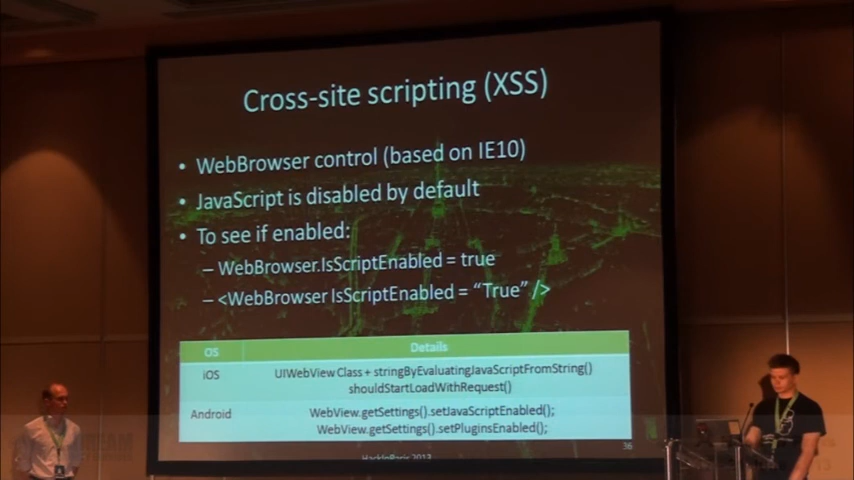 Cross-site scripting (XSS)
• WebBrowser control (based on IE10)
• JavaScript is disabled by default
• To see if enabled:
– WebBrowser.IsScriptEnabled = true
– <WebBrowser IsScriptEnabled = “True” />
OS Details
iOS UIWebView Class + stringByEvaluatingJavaScriptFromString()
shouldStartLoadWithRequest()
Android WebView.getSettings().setJavaScriptEnabled();
WebView.getSettings().setPluginsEnabled();
HackInParis 2013
36